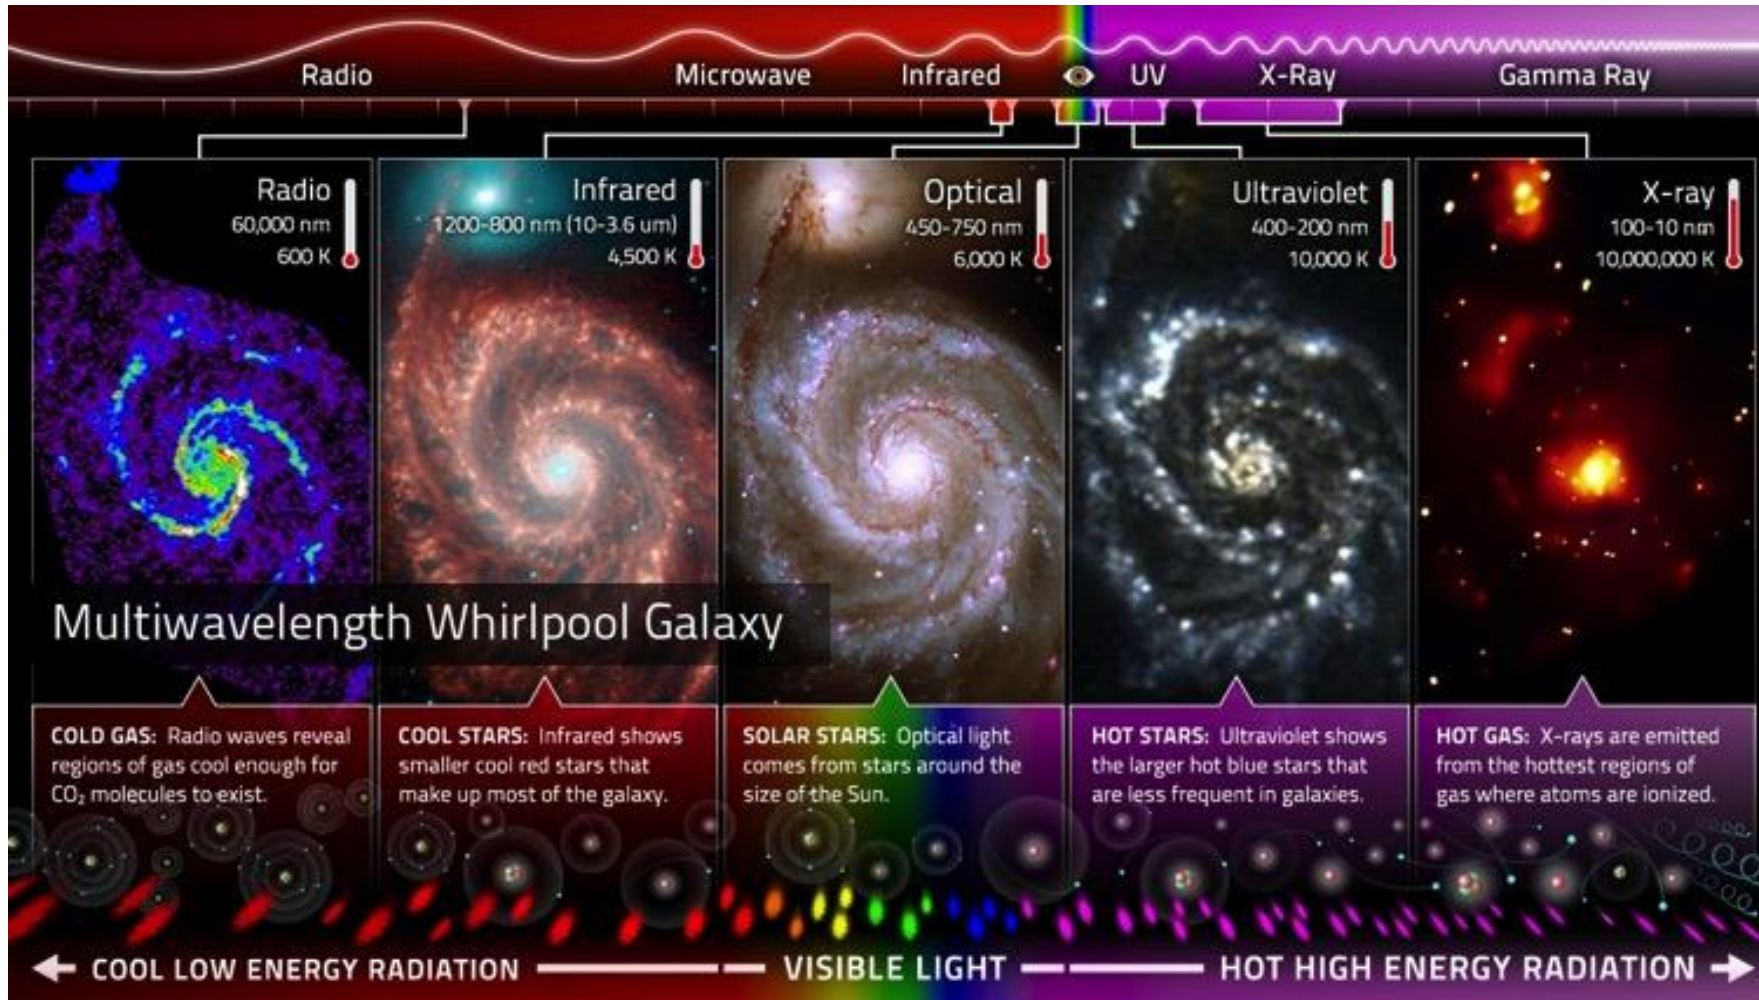 Radio
Microwave
Infrared
UV
X-Ray
Gamma Ray
Radio
60,000 nm
600 K
Infrared
1200-800 nm (10-3.6 um)
4,500 K
Optical
450-750 nm
6,000 K
Ultraviolet
400-200 nm
10,000 K
X-ray
100-10 nm
10,000,000 K
Multiwavelength Whirlpool Galaxy
COLD GAS: Radio waves reveal
regions of gas cool enough for
CO₂ molecules to exist.
COOL STARS: Infrared shows
smaller cool red stars that
make up most of the galaxy.
SOLAR STARS: Optical light
comes from stars around the
size of the Sun.
HOT STARS: Ultraviolet shows
the larger hot blue stars that
are less frequent in galaxies.
HOT GAS: X-rays are emitted
from the hottest regions of
gas where atoms are ionized.
COOL LOW ENERGY RADIATION
VISIBLE LIGHT
HOT HIGH ENERGY RADIATION